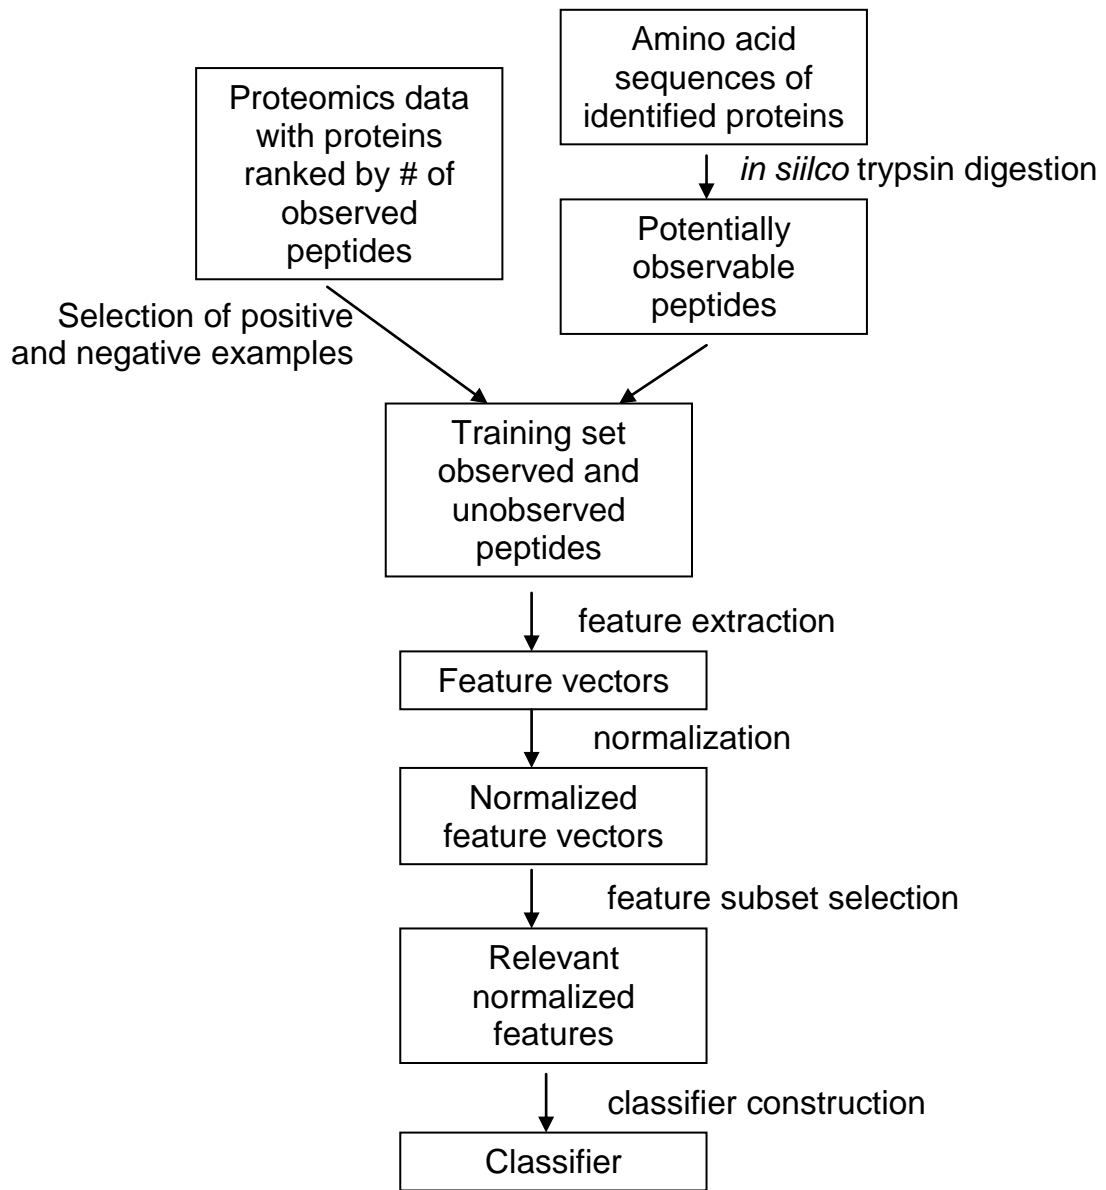 Amino acid
sequences of
identified proteins
Proteomics data
with proteins
ranked by # of
observed
peptides
in siilco trypsin digestion
Potentially
observable
peptides
Selection of positive
and negative examples
Training set
observed and
unobserved
peptides
feature extraction
Feature vectors
normalization
Normalized
feature vectors
feature subset selection
Relevant
normalized
features
classifier construction
Classifier